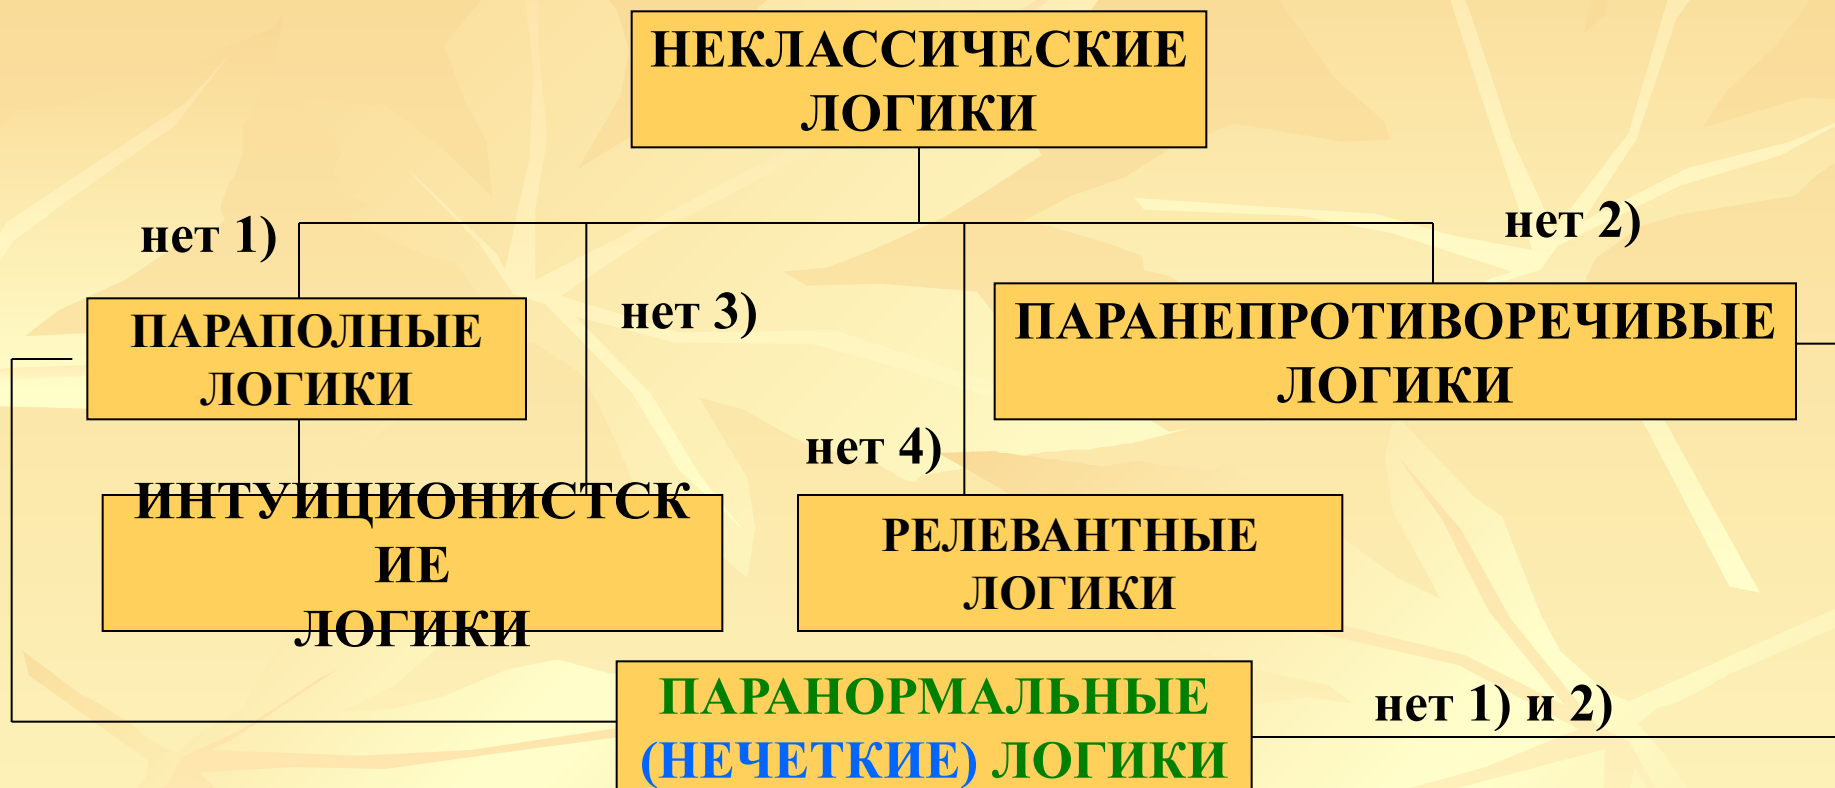 НЕКЛАССИЧЕСКИЕ
ЛОГИКИ
нет 1)
нет 2)
нет 3)
ПАРАПОЛНЫЕ
ЛОГИКИ
ПАРАНЕПРОТИВОРЕЧИВЫЕ
ЛОГИКИ
нет 4)
ИНТУИЦИОНИСТСК
ИЕ
ЛОГИКИ
РЕЛЕВАНТНЫЕ
ЛОГИКИ
ПАРАНОРМАЛЬНЫЕ
(НЕЧЕТКИЕ) ЛОГИКИ
нет 1) и 2)